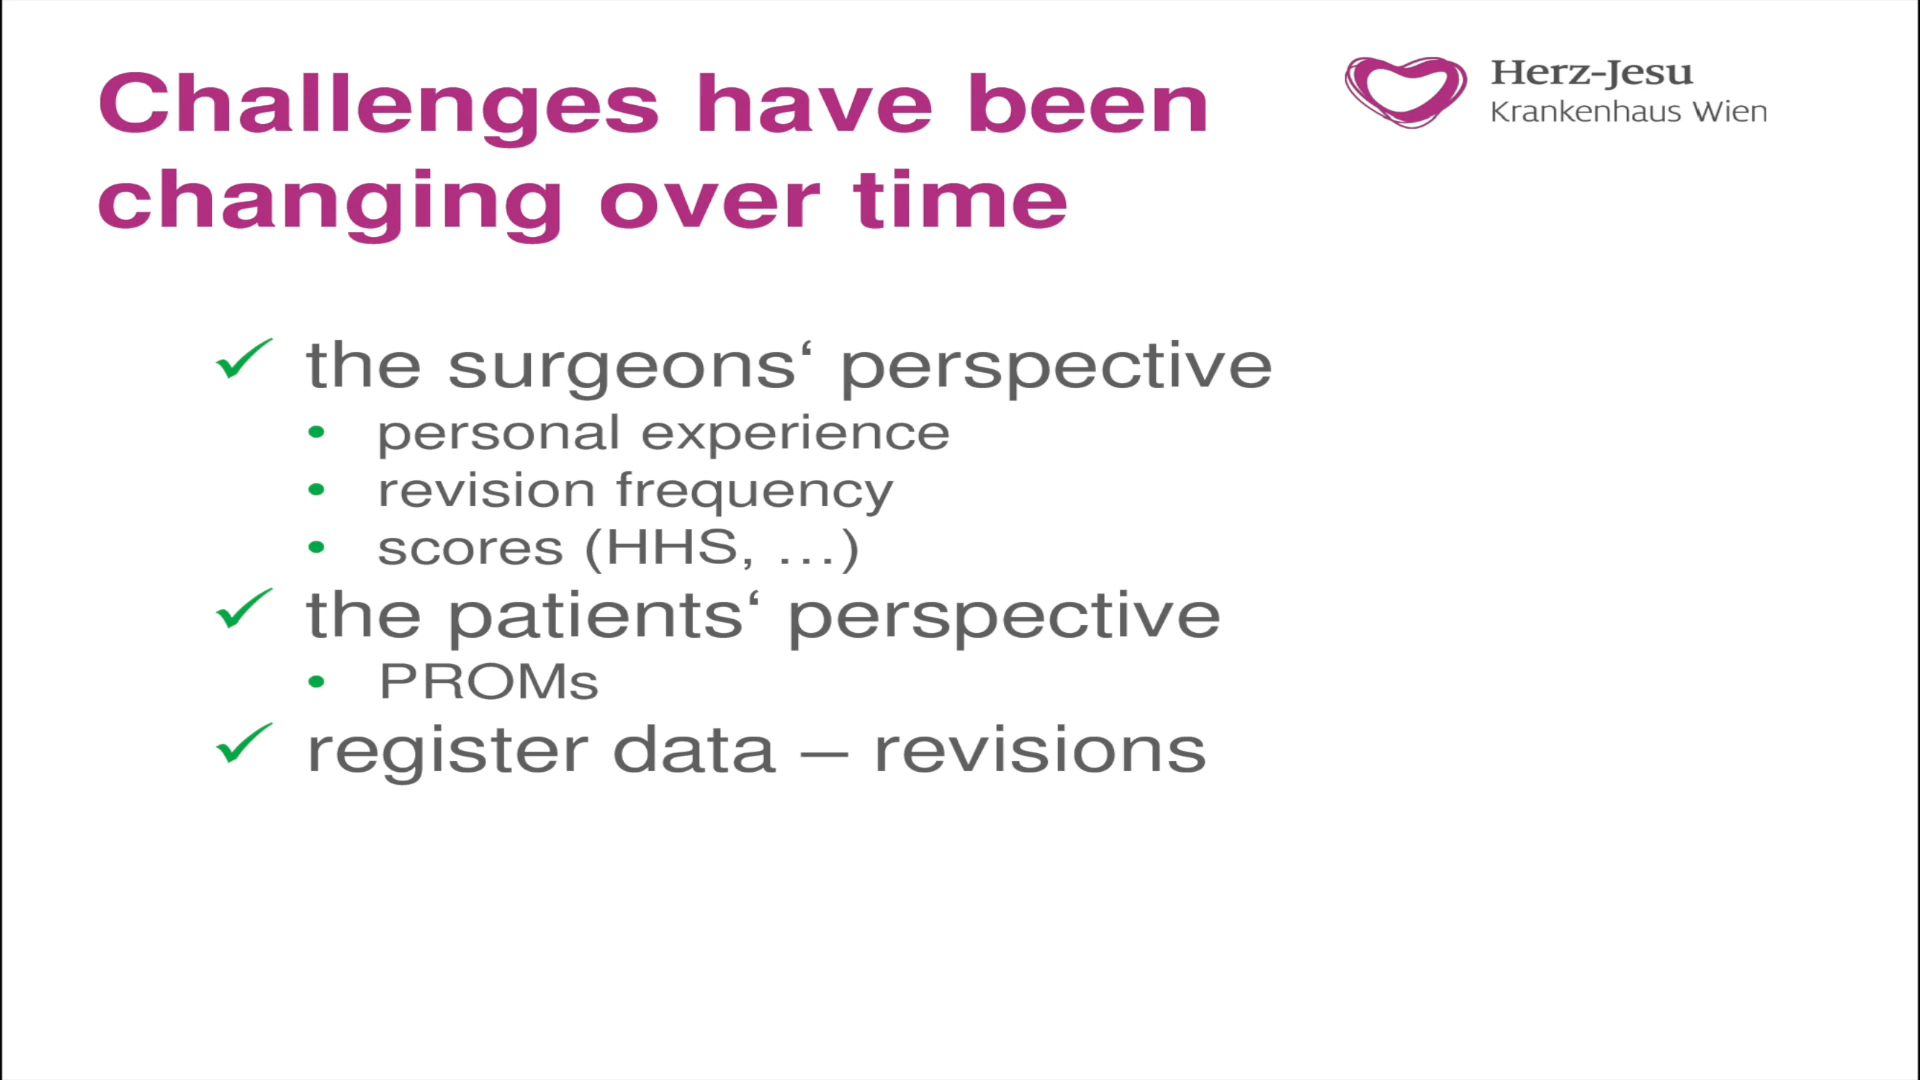 Challenges have been
changing over time
Herz-Jesu
Krankenhaus Wien
the surgeons‘ perspective
personal experience
revision frequency
scores (HHS, …)
the patients‘ perspective
PROMs
register data – revisions